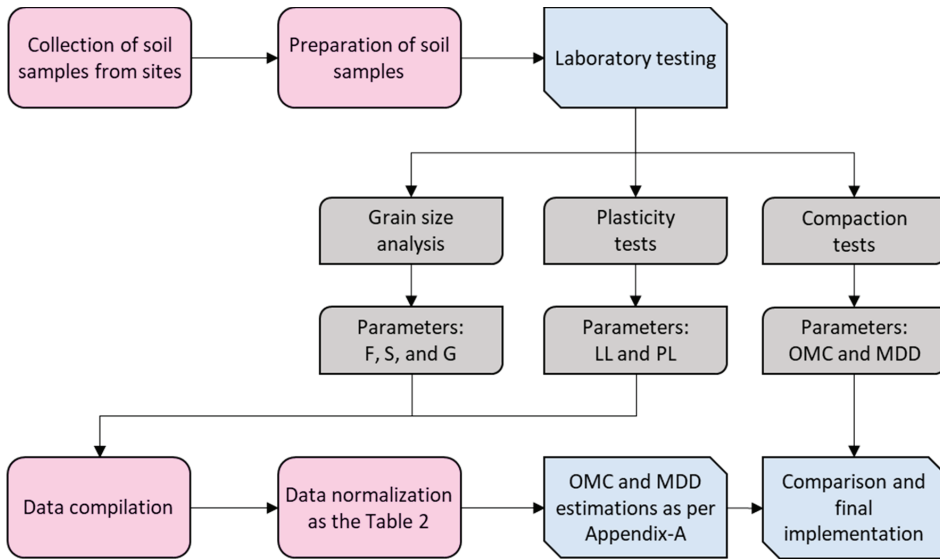 Collection of soil
samples from sites
Preparation of soil
samples
Laboratory testing
Grain size
analysis
Plasticity
tests
Compaction
tests
Parameters:
F, S, and G
Parameters:
LL and PL
Parameters:
OMC and MDD
Data compilation
Data normalization
as the Table 2
OMC and MDD
estimations as per
Appendix-A
Comparison and
final
implementation